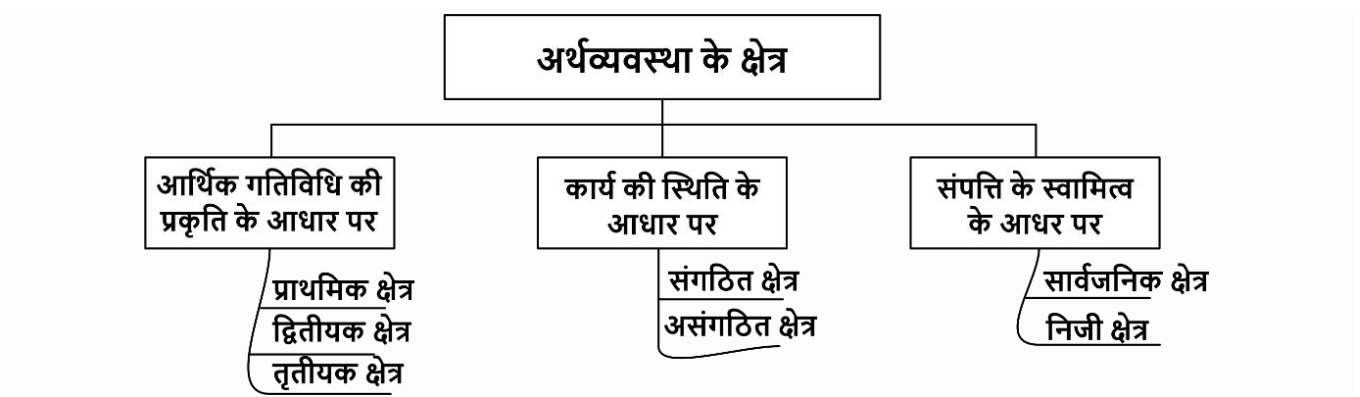 अर्थव्यवस्था के क्षेत्र
आर्थिक गतिविधि की
प्रकृति के आधार पर
प्राथमिक क्षेत्र
द्वितीयक क्षेत्र
तृतीयक क्षेत्र
कार्य की स्थिति के
आधार पर
संगठित क्षेत्र
असंगठित क्षेत्र
संपत्ति के स्वामित्व
के आधर पर
सार्वजनिक क्षेत्र
निजी क्षेत्र